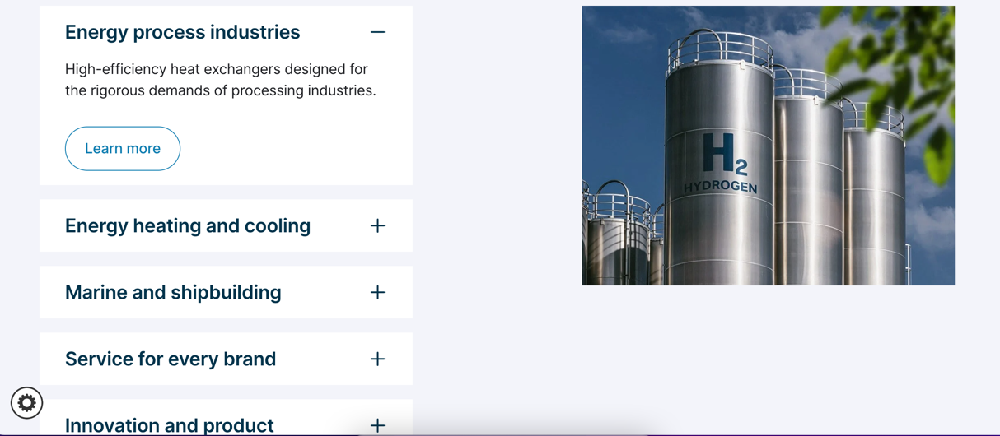 Energy process industries
High-efficiency heat exchangers designed for
the rigorous demands of processing industries.
Learn more
Energy heating and cooling
Marine and shipbuilding
Service for every brand
Innovation and product
H2
HYDROGEN